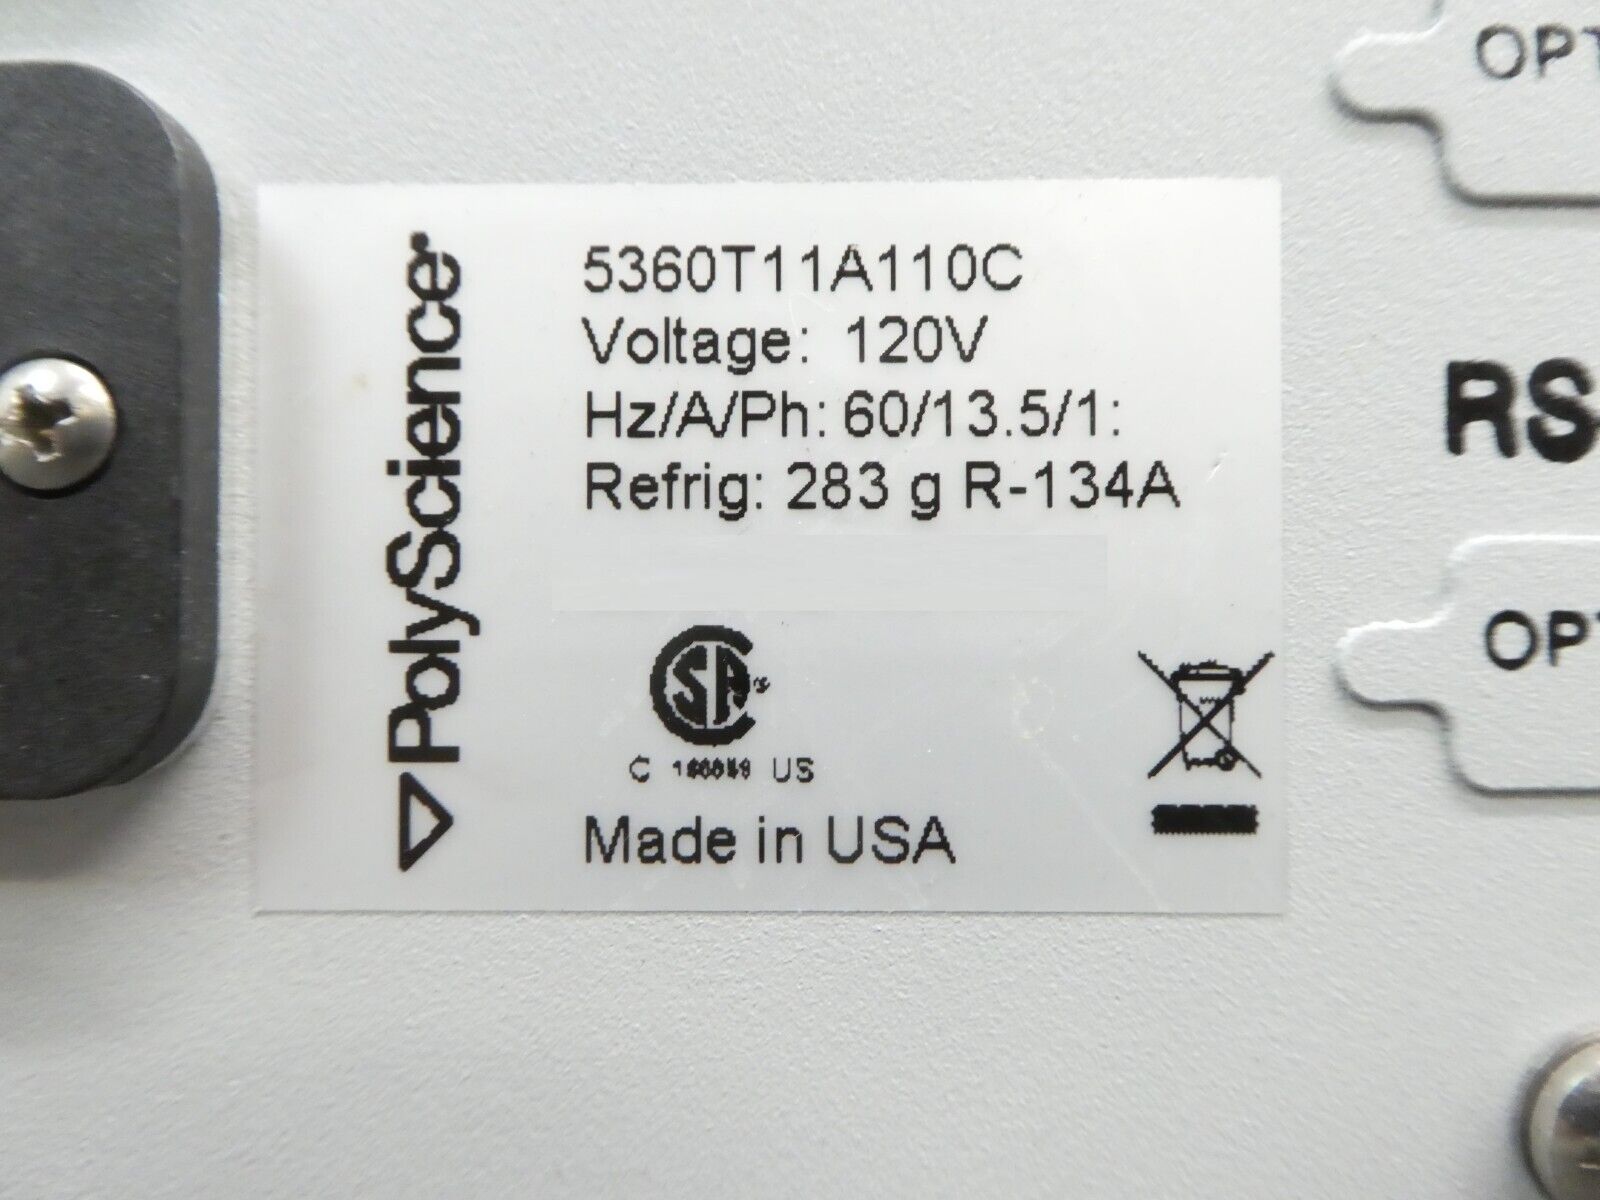 PolyScience
5360T11A110C
Voltage: 120V
Hz/A/Ph: 60/13.5/1:
Refrig: 283 g R-134A
SA
C US
Made in USA
OPT
RS-
OPT